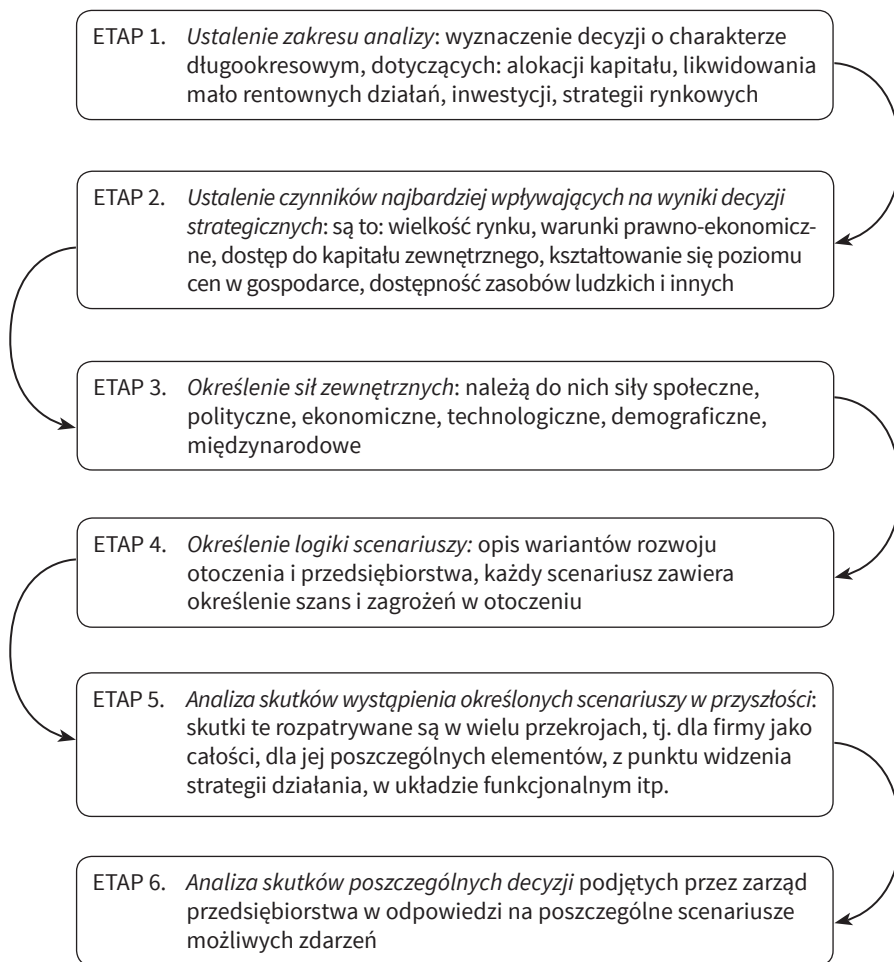 ETAP 1. Ustalenie zakresu analizy: wyznaczenie decyzji o charakterze
długookresowym, dotyczących: alokacji kapitału, likwidowania
mało rentownych działań, inwestycji, strategii rynkowych
ETAP 2. Ustalenie czynników najbardziej wpływających na wyniki decyzji
strategicznych: są to: wielkość rynku, warunki prawno-ekonomicz-
ne, dostęp do kapitału zewnętrznego, kształtowanie się poziomu
cen w gospodarce, dostępność zasobów ludzkich i innych
ETAP 3. Określenie sił zewnętrznych: należą do nich siły społeczne,
polityczne, ekonomiczne, technologiczne, demograficzne,
międzynarodowe
ETAP 4. Określenie logiki scenariuszy: opis wariantów rozwoju
otoczenia i przedsiębiorstwa, każdy scenariusz zawiera
określenie szans i zagrożeń w otoczeniu
ETAP 5. Analiza skutków wystąpienia określonych scenariuszy w przyszłości:
skutki te rozpatrywane są w wielu przekrojach, tj. dla firmy jako
całości, dla jej poszczególnych elementów, z punktu widzenia
strategii działania, w układzie funkcjonalnym itp.
ETAP 6. Analiza skutków poszczególnych decyzji podjętych przez zarząd
przedsiębiorstwa w odpowiedzi na poszczególne scenariusze
możliwych zdarzeń